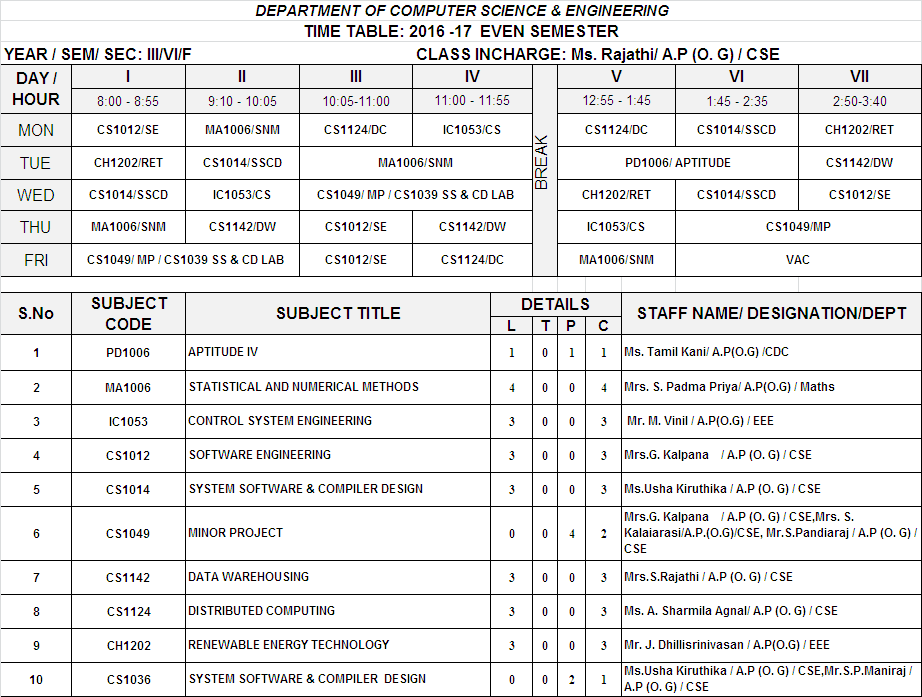 DEPARTMENT OF COMPUTER SCIENCE & ENGINEERING
TIME TABLE: 2016 -17 EVEN SEMESTER
YEAR / SEM/ SEC: III/VI/F CLASS INCHARGE: Ms. Rajathi/ A.P (O. G) / CSE
DAY / HOUR I II III IV BREAK V VI VII
8:00 - 8:55 9:10 - 10:05 10:05-11:00 11:00 - 11:55 12:55 - 1:45 1:45 - 2:35 2:50-3:40
MON CS1012/SE MA1006/SNM CS1124/DC IC1053/CS CS1124/DC CS1014/SSCD CH1202/RET
TUE CH1202/RET CS1014/SSCD MA1006/SNM PD1006/ APTITUDE CS1142/DW
WED CS1014/SSCD IC1053/CS CS1049/ MP / CS1039 SS & CD LAB CH1202/RET CS1014/SSCD CS1012/SE
THU MA1006/SNM CS1142/DW CS1012/SE CS1142/DW IC1053/CS CS1049/MP
FRI CS1049/ MP / CS1039 SS & CD LAB CS1012/SE CS1124/DC MA1006/SNM VAC
S.No SUBJECT CODE SUBJECT TITLE DETAILS STAFF NAME/ DESIGNATION/DEPT
L T P C
1 PD1006 APTITUDE IV 1 0 1 1 Ms. Tamil Kani/ A.P(O.G) /CDC
2 MA1006 STATISTICAL AND NUMERICAL METHODS 4 0 0 4 Mrs. S. Padma Priya/ A.P(O.G) / Maths
3 IC1053 CONTROL SYSTEM ENGINEERING 3 0 0 3 Mr. M. Vinil / A.P(O.G) / EEE
4 CS1012 SOFTWARE ENGINEERING 3 0 0 3 Mrs.G. Kalpana / A.P (O. G) / CSE
5 CS1014 SYSTEM SOFTWARE & COMPILER DESIGN 3 0 0 3 Ms.Usha Kiruthika / A.P (O. G) / CSE
6 CS1049 MINOR PROJECT 0 0 4 2 Mrs.G. Kalpana / A.P (O. G) / CSE,Mrs. S.
Kalaiarasi/A.P.(O.G)/CSE, Mr.S.Pandiaraj / A.P (O. G) /
CSE
7 CS1142 DATA WAREHOUSING 3 0 0 3 Mrs.S.Rajathi / A.P (O. G) / CSE
8 CS1124 DISTRIBUTED COMPUTING 3 0 0 3 Ms. A. Sharmila Agnal/ A.P (O. G) / CSE
9 CH1202 RENEWABLE ENERGY TECHNOLOGY 3 0 0 3 Mr. J. Dhillisrinivasan / A.P(O.G) / EEE
10 CS1036 SYSTEM SOFTWARE & COMPILER DESIGN 0 0 2 1 Ms.Usha Kiruthika / A.P (O. G) / CSE,Mr.S.P.Maniraj /
A.P (O. G) / CSE